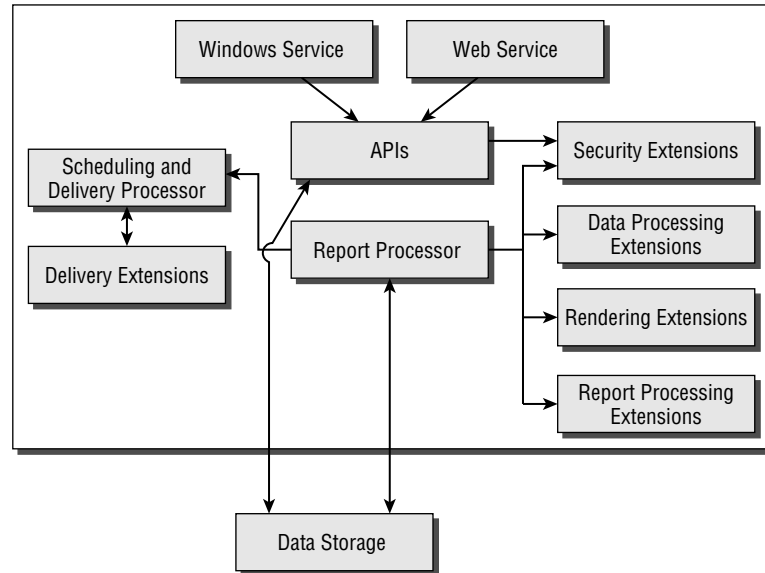 Windows Service
Web Service
APIs
Security Extensions
Scheduling and
Delivery Processor
Report Processor
Data Processing
Extensions
Delivery Extensions
Rendering Extensions
Report Processing
Extensions
Data Storage